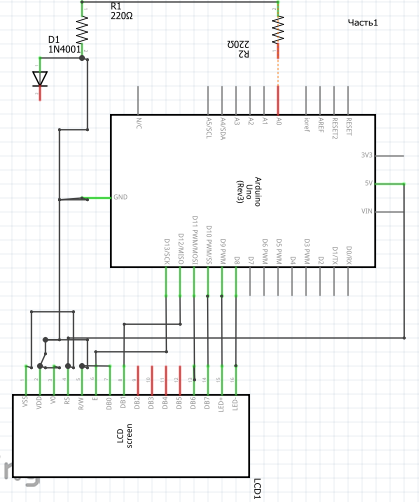 R1
220Ω
Часть1
R2
220Ω
D1
1N4001
N/C
A5/SCL
A4/SDA
A3
A2
A1
A0
ioref
AREF
RESET2
RESET
3V3
5V
VIN
GND
Arduino
Uno
(Rev3)
D13/SCK
D12/MISO
D11 PWM/MOSI
D10 PWM/SS
D9 PWM
D8
D7
D6 PWM
D5 PWM
D4
D3 PWM
D2
D1/TX
D0/RX
VSS
VDD
V0
RS
R/W
E
DB0
DB1
DB2
DB3
DB4
DB5
DB6
DB7
LED+
LED-
LCD
screen
LCD1